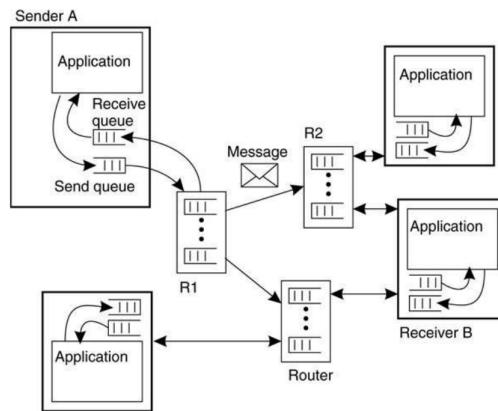 Sender A
Application
Receive
queue
Send queue
R1
Message
R2
Application
Application
Receiver B
Application
Router